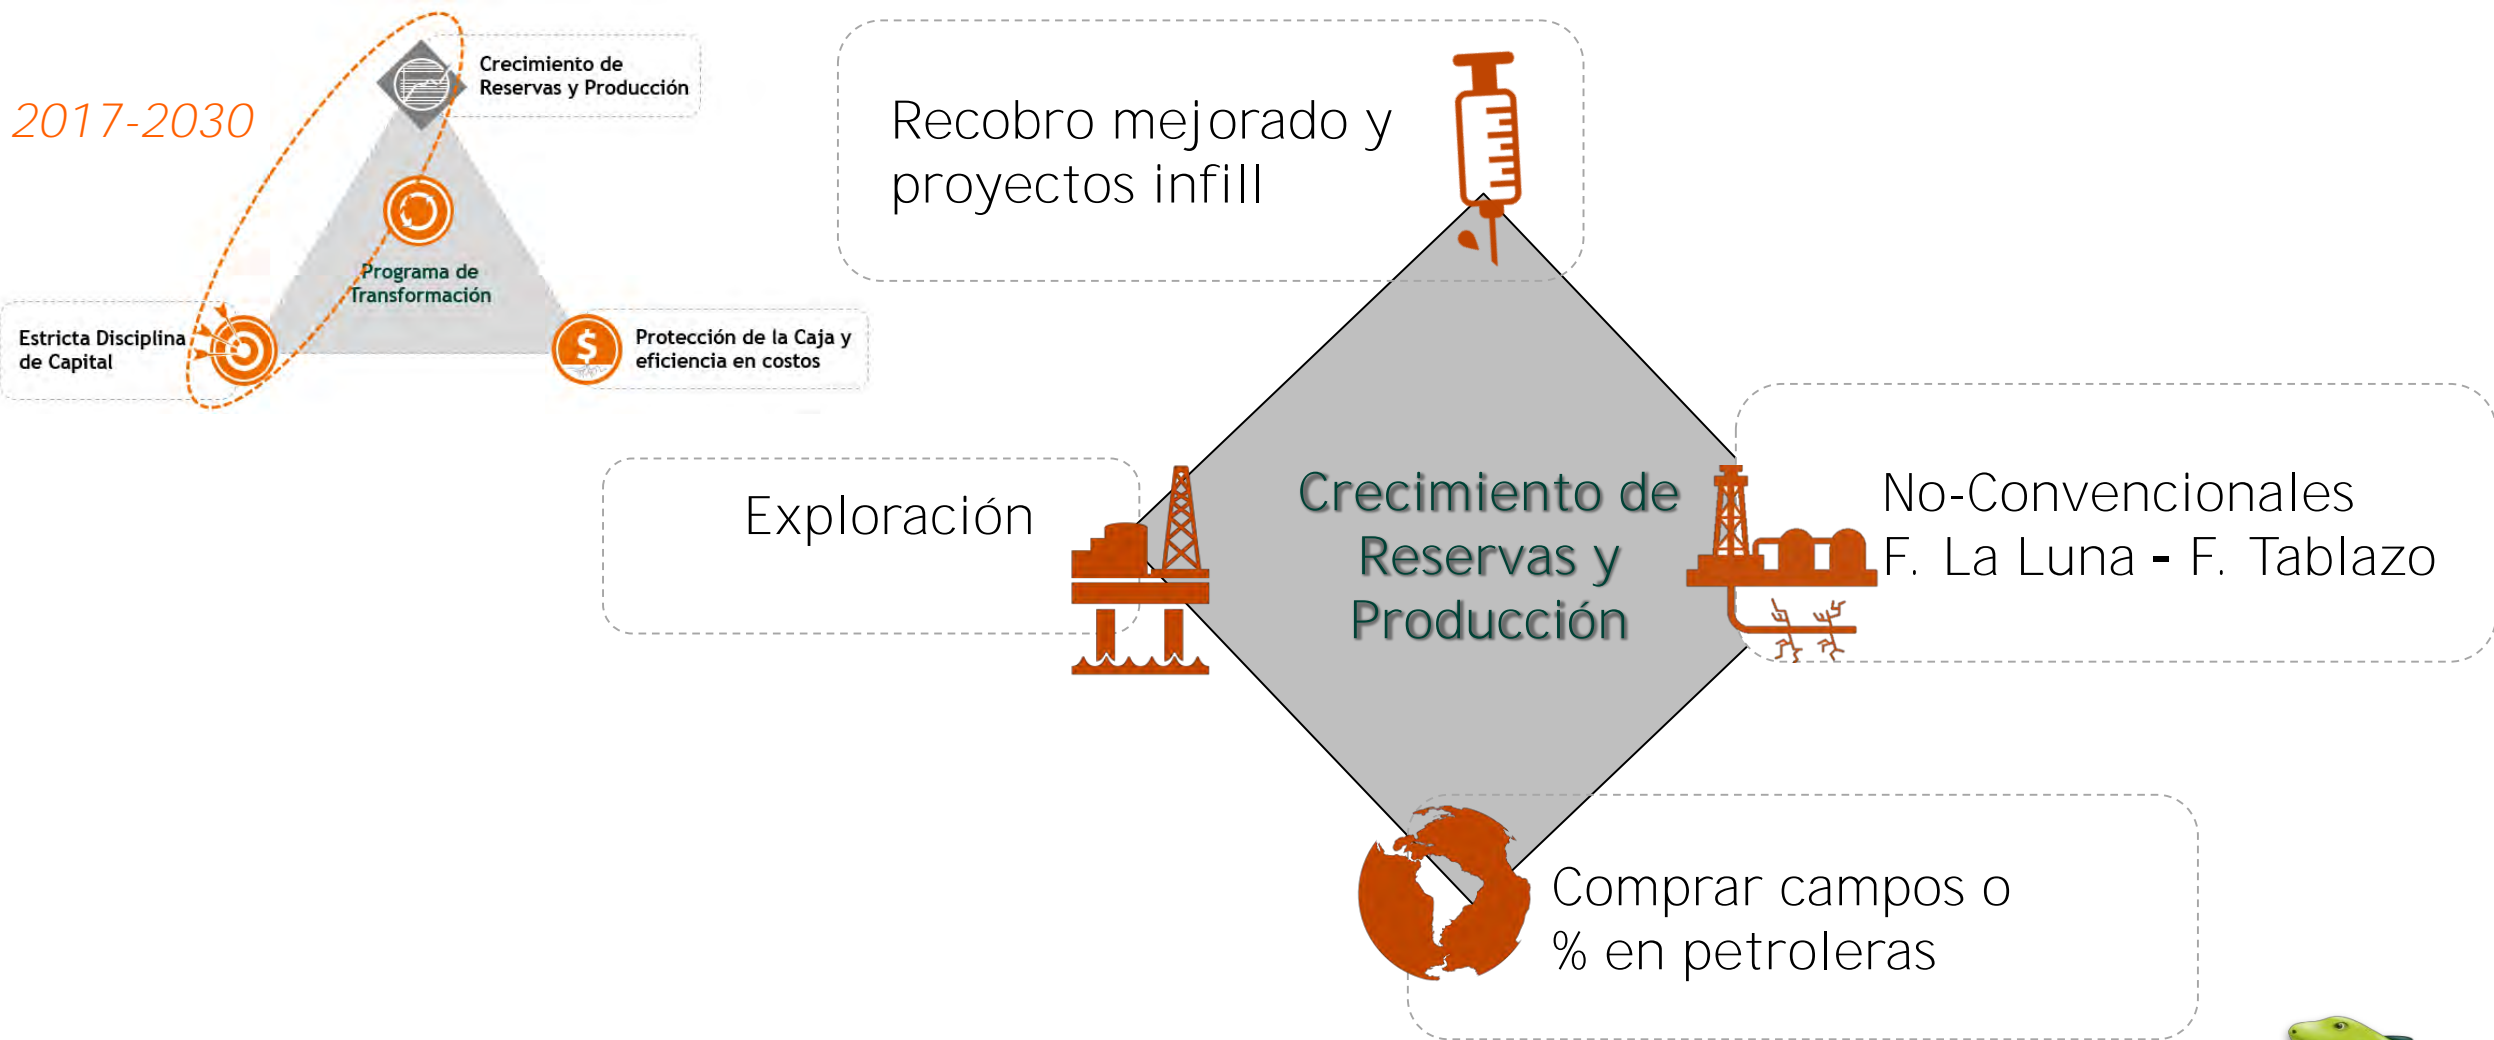 2017-2030
Crecimiento de
Reservas y Producción
Programa de
Transformación
Estricta Disciplina
de Capital
$
Protección de la Caja y
eficiencia en costos
Recobro mejorado y
proyectos infill
Exploración
Crecimiento de
Reservas y
Producción
No-Convencionales
F. La Luna - F. Tablazo
Comprar campos o
% en petroleras